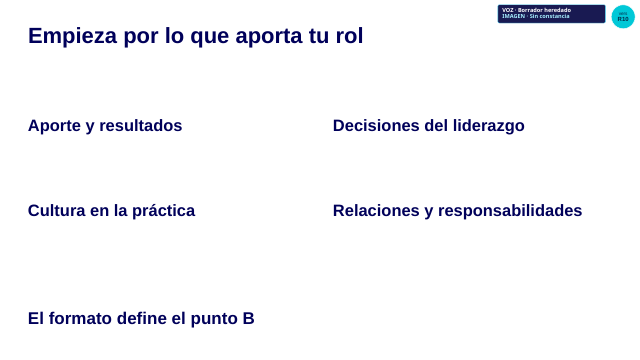 VOZ · Borrador heredado
IMAGEN · Sin constancia
R10
Empieza por lo que aporta tu rol
Aporte y resultados
Decisiones del liderazgo
Cultura en la práctica
Relaciones y responsabilidades
El formato define el punto B